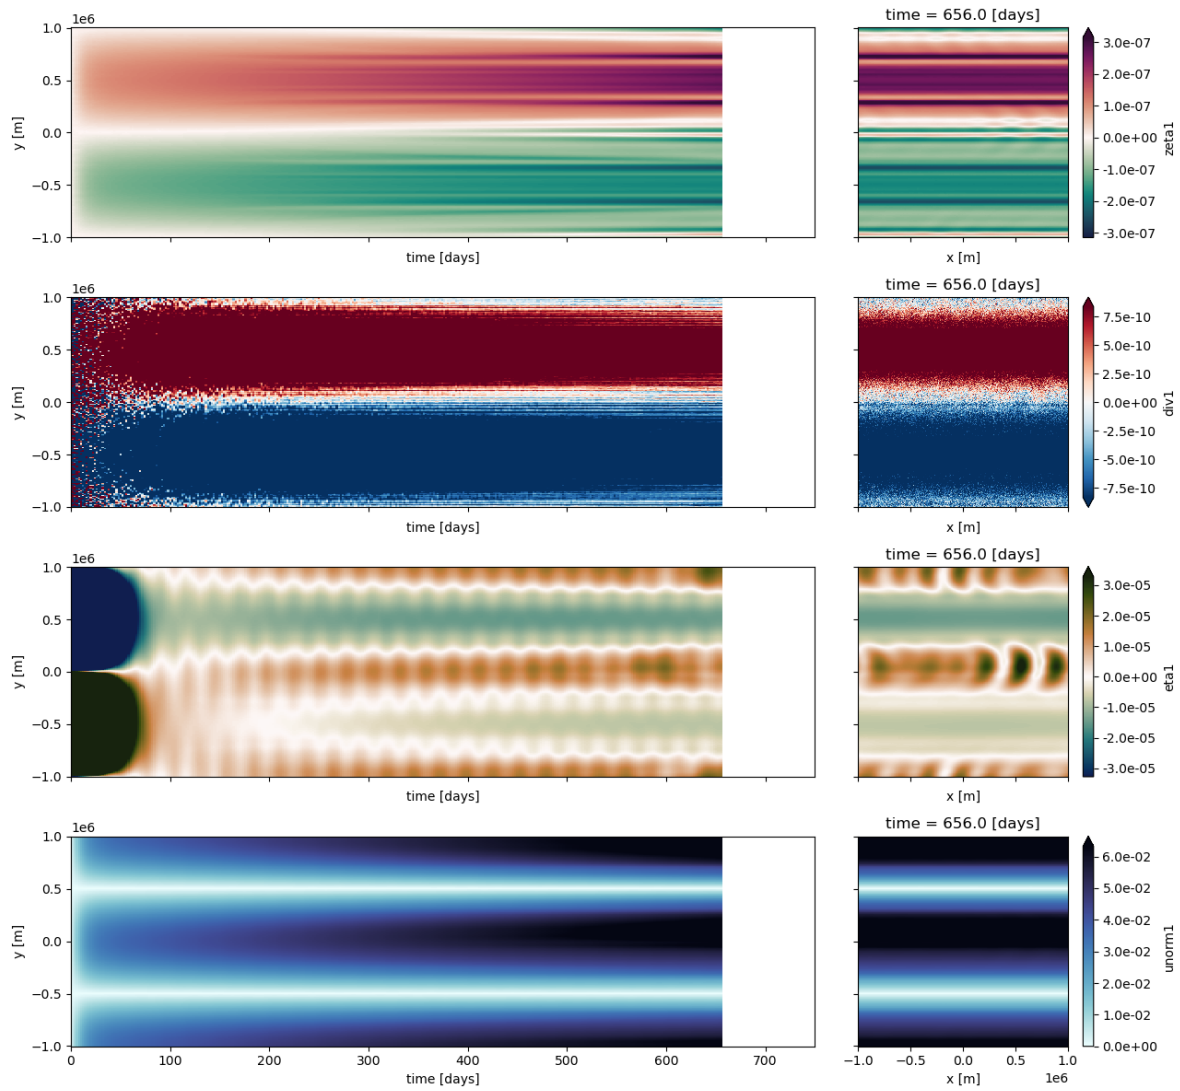 time = 656.0 [days]
1e6
1.0
0.5
0.0
−0.5
−1.0
y [m]
time [days]
x [m]
3.0e-07
2.0e-07
1.0e-07
0.0e+00
-1.0e-07
-2.0e-07
-3.0e-07
zeta1
time = 656.0 [days]
1e6
1.0
0.5
0.0
−0.5
−1.0
y [m]
time [days]
x [m]
7.5e-10
5.0e-10
2.5e-10
0.0e+00
-2.5e-10
-5.0e-10
-7.5e-10
div1
time = 656.0 [days]
1e6
1.0
0.5
0.0
−0.5
−1.0
y [m]
time [days]
x [m]
3.0e-05
2.0e-05
1.0e-05
0.0e+00
-1.0e-05
-2.0e-05
-3.0e-05
eta1
time = 656.0 [days]
1e6
1.0
0.5
0.0
−0.5
−1.0
y [m]
0 100 200 300 400 500 600 700
time [days]
−1.0 −0.5 0.0 0.5 1.0
x [m]
1e6
6.0e-02
5.0e-02
4.0e-02
3.0e-02
2.0e-02
1.0e-02
0.0e+00
unorm1